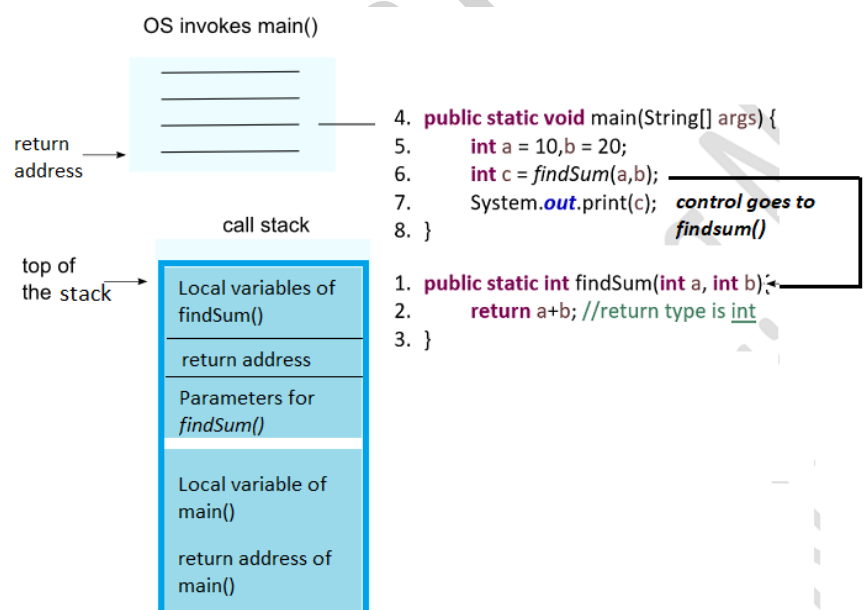 OS invokes main()
return
address
4. public static void main(String[] args) {
5. int a = 10,b = 20;
6. int c = findSum(a,b);
7. System.out.print(c); control goes to
8. } findsum()
call stack
top of
the stack
1. public static int findSum(int a, int b){
2. return a+b; //return type is int
3. }
Local variables of
findSum()
return address
Parameters for
findSum()
Local variable of
main()
return address of
main()